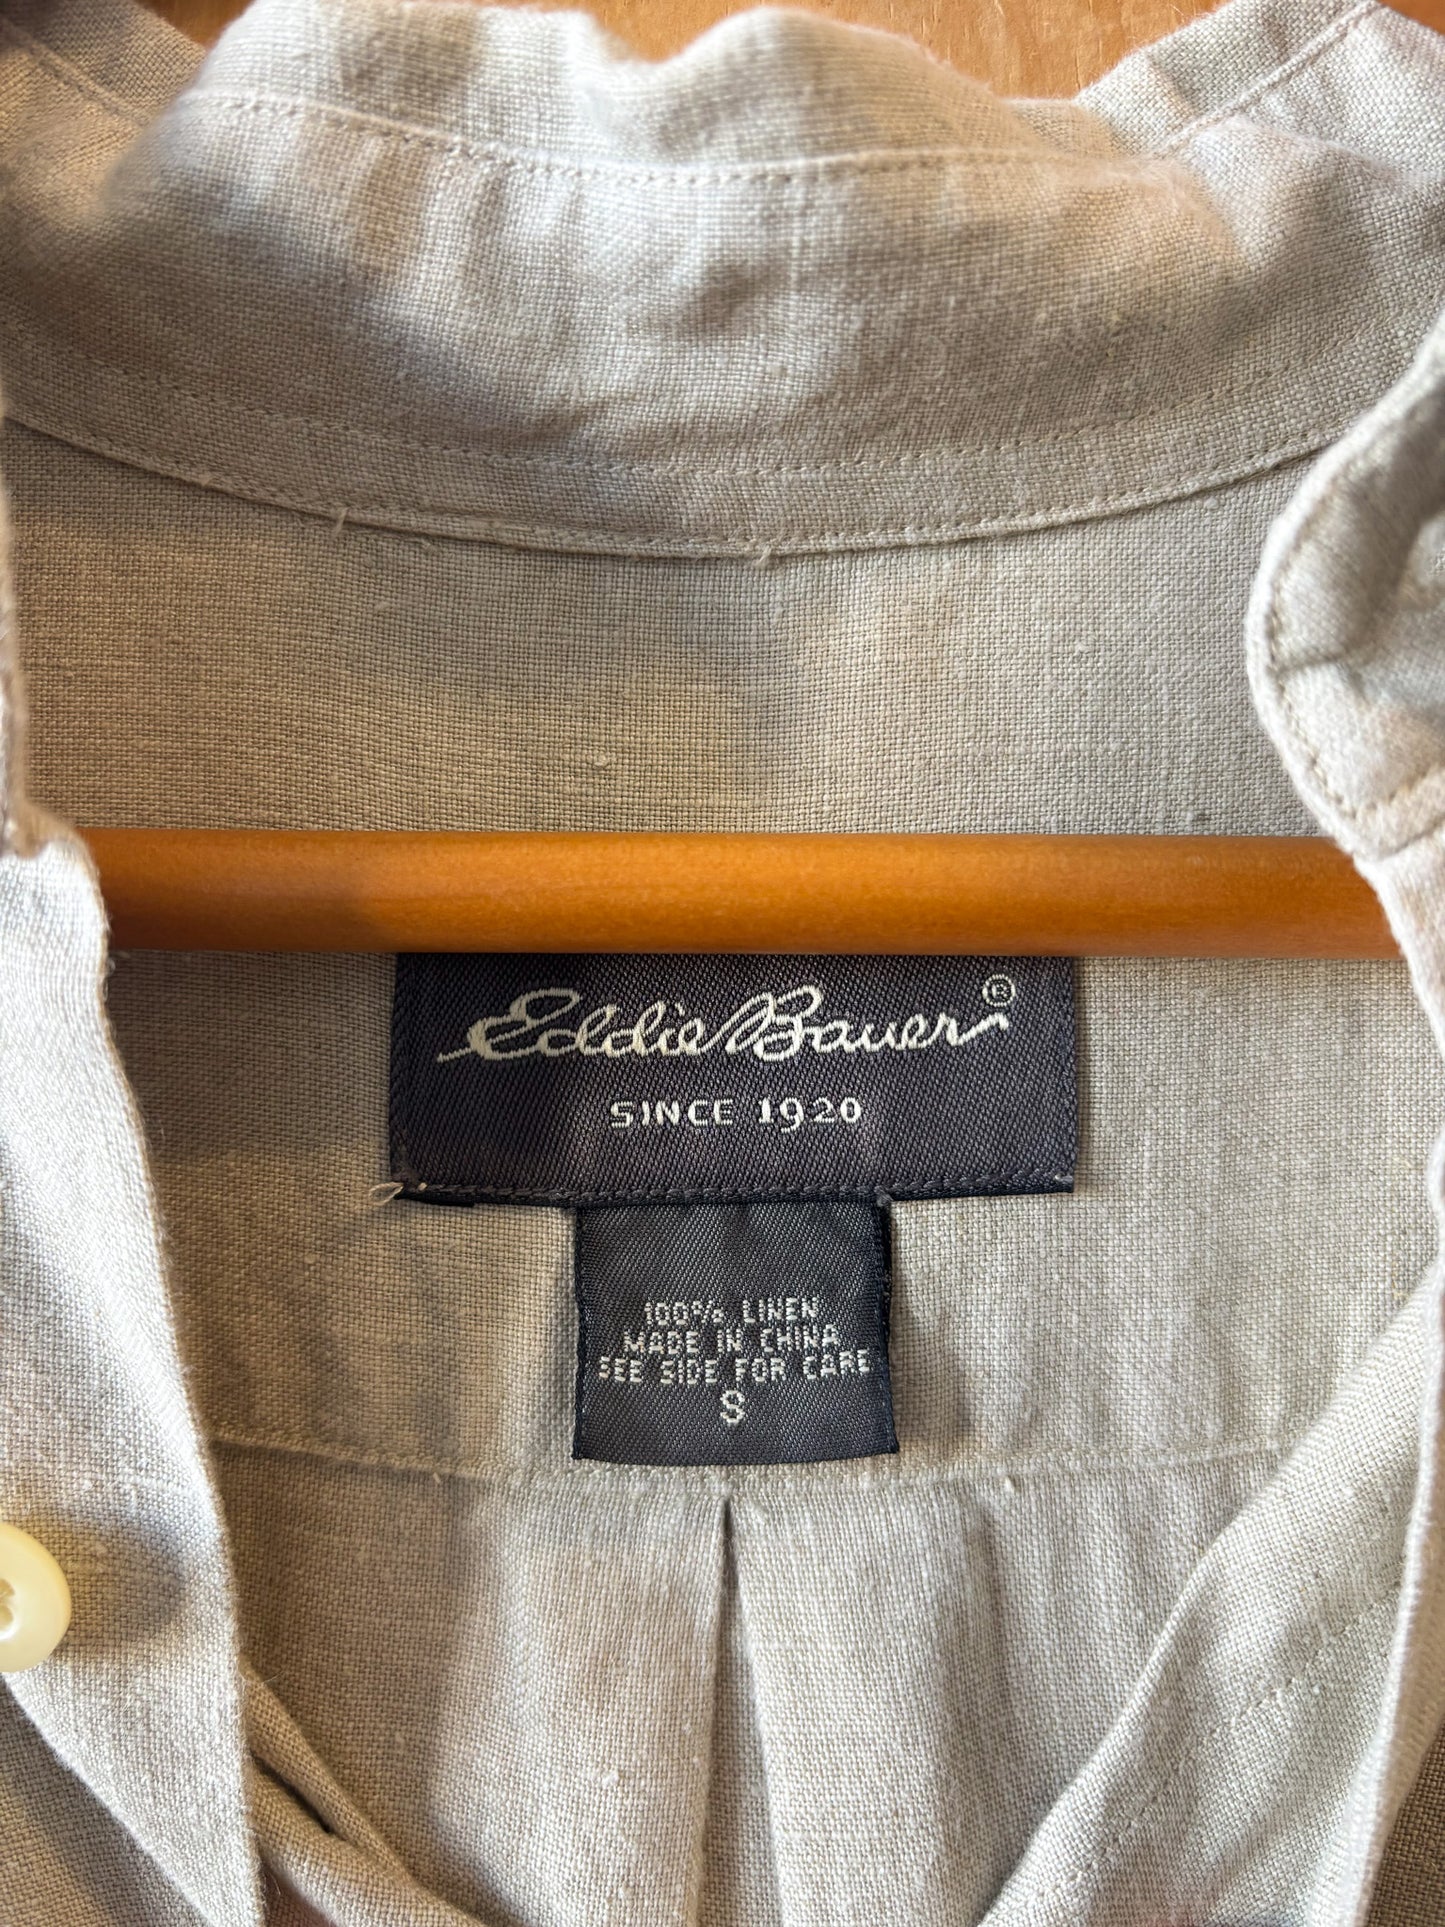 Eddie Bauer®
SINCE 1920
100% LINEN
MADE IN CHINA
SEE SIDE FOR CARE
S